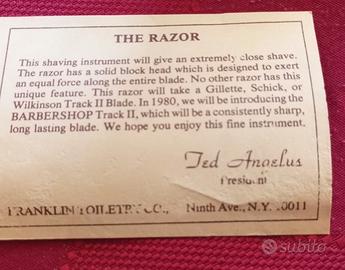 THE RAZOR
This shaving instrument will give an extremely close shave.
The razor has a solid block head which is designed to exert
an equal force along the entire blade. No other razor has this
unique feature. This razor will take a Gillette, Schick, or
Wilkinson Track II Blade. In 1980, we will be introducing the
BARBERSHOP Track II, which will be a consistently sharp,
long lasting blade. We hope you enjoy this fine instrument.
Ted Angelus
President
FRANKLIN TOILETRY CO., Ninth Ave., N.Y. 10011
subito